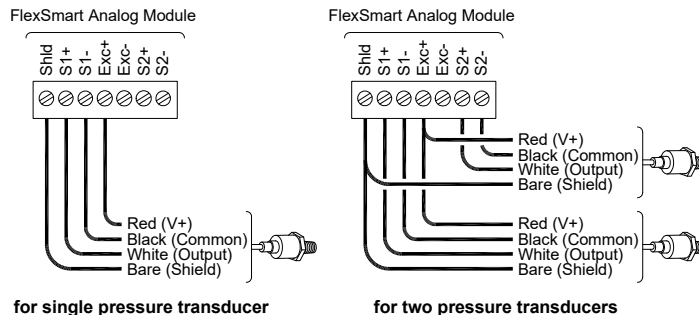 FlexSmart Analog Module
Shld
S1+
S1-
Exc+
Exc-
S2+
S2-
Red (V+)
Black (Common)
White (Output)
Bare (Shield)
for single pressure transducer
FlexSmart Analog Module
Shld
S1+
S1-
Exc+
Exc-
S2+
S2-
Red (V+)
Black (Common)
White (Output)
Bare (Shield)
Red (V+)
Black (Common)
White (Output)
Bare (Shield)
for two pressure transducers